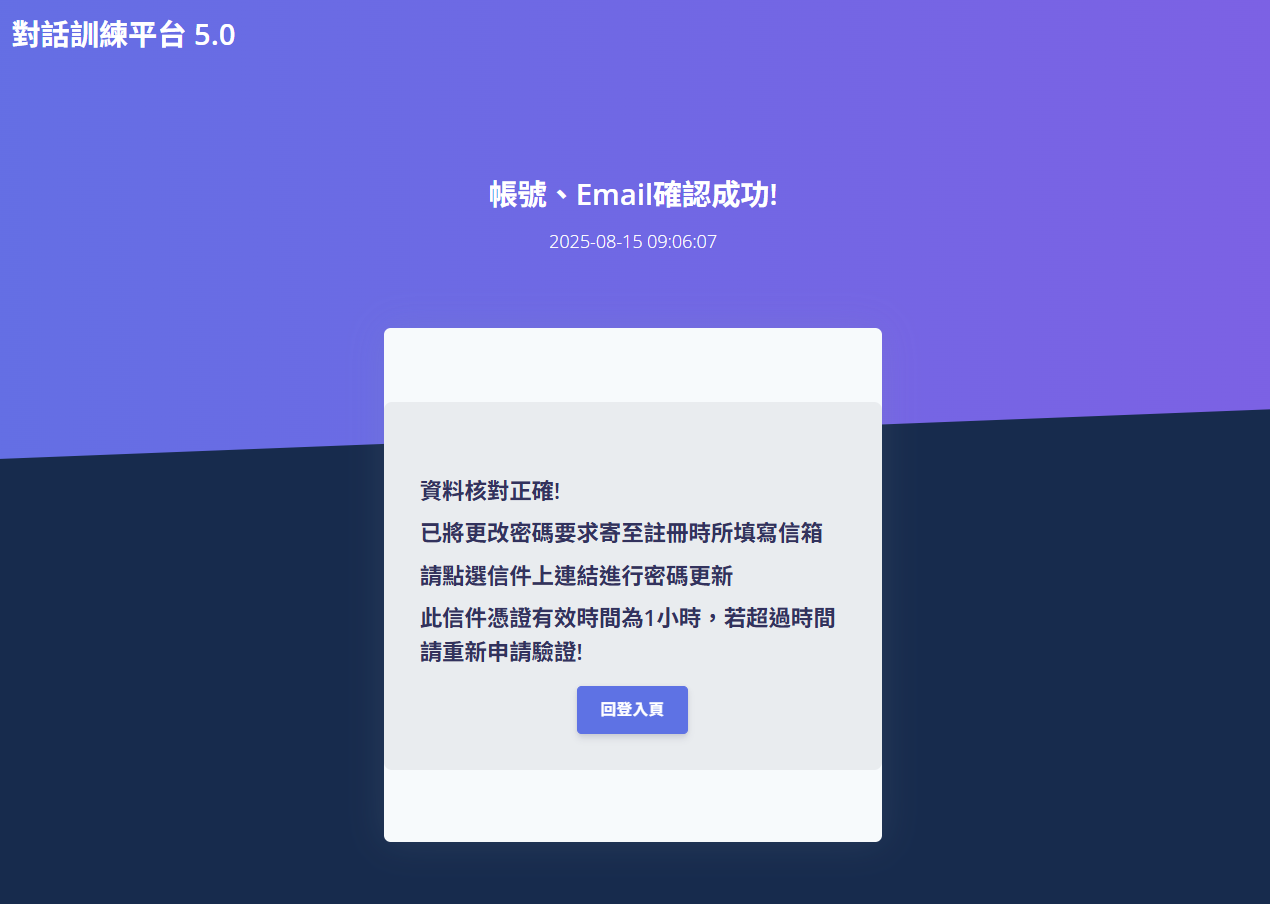 對話訓練平台 5.0
帳號、Email確認成功!
2025-08-15 09:06:07
資料核對正確!
已將更改密碼要求寄至註冊時所填寫信箱
請點選信件上連結進行密碼更新
此信件憑證有效時間為1小時，若超過時間
請重新申請驗證!
回登入頁